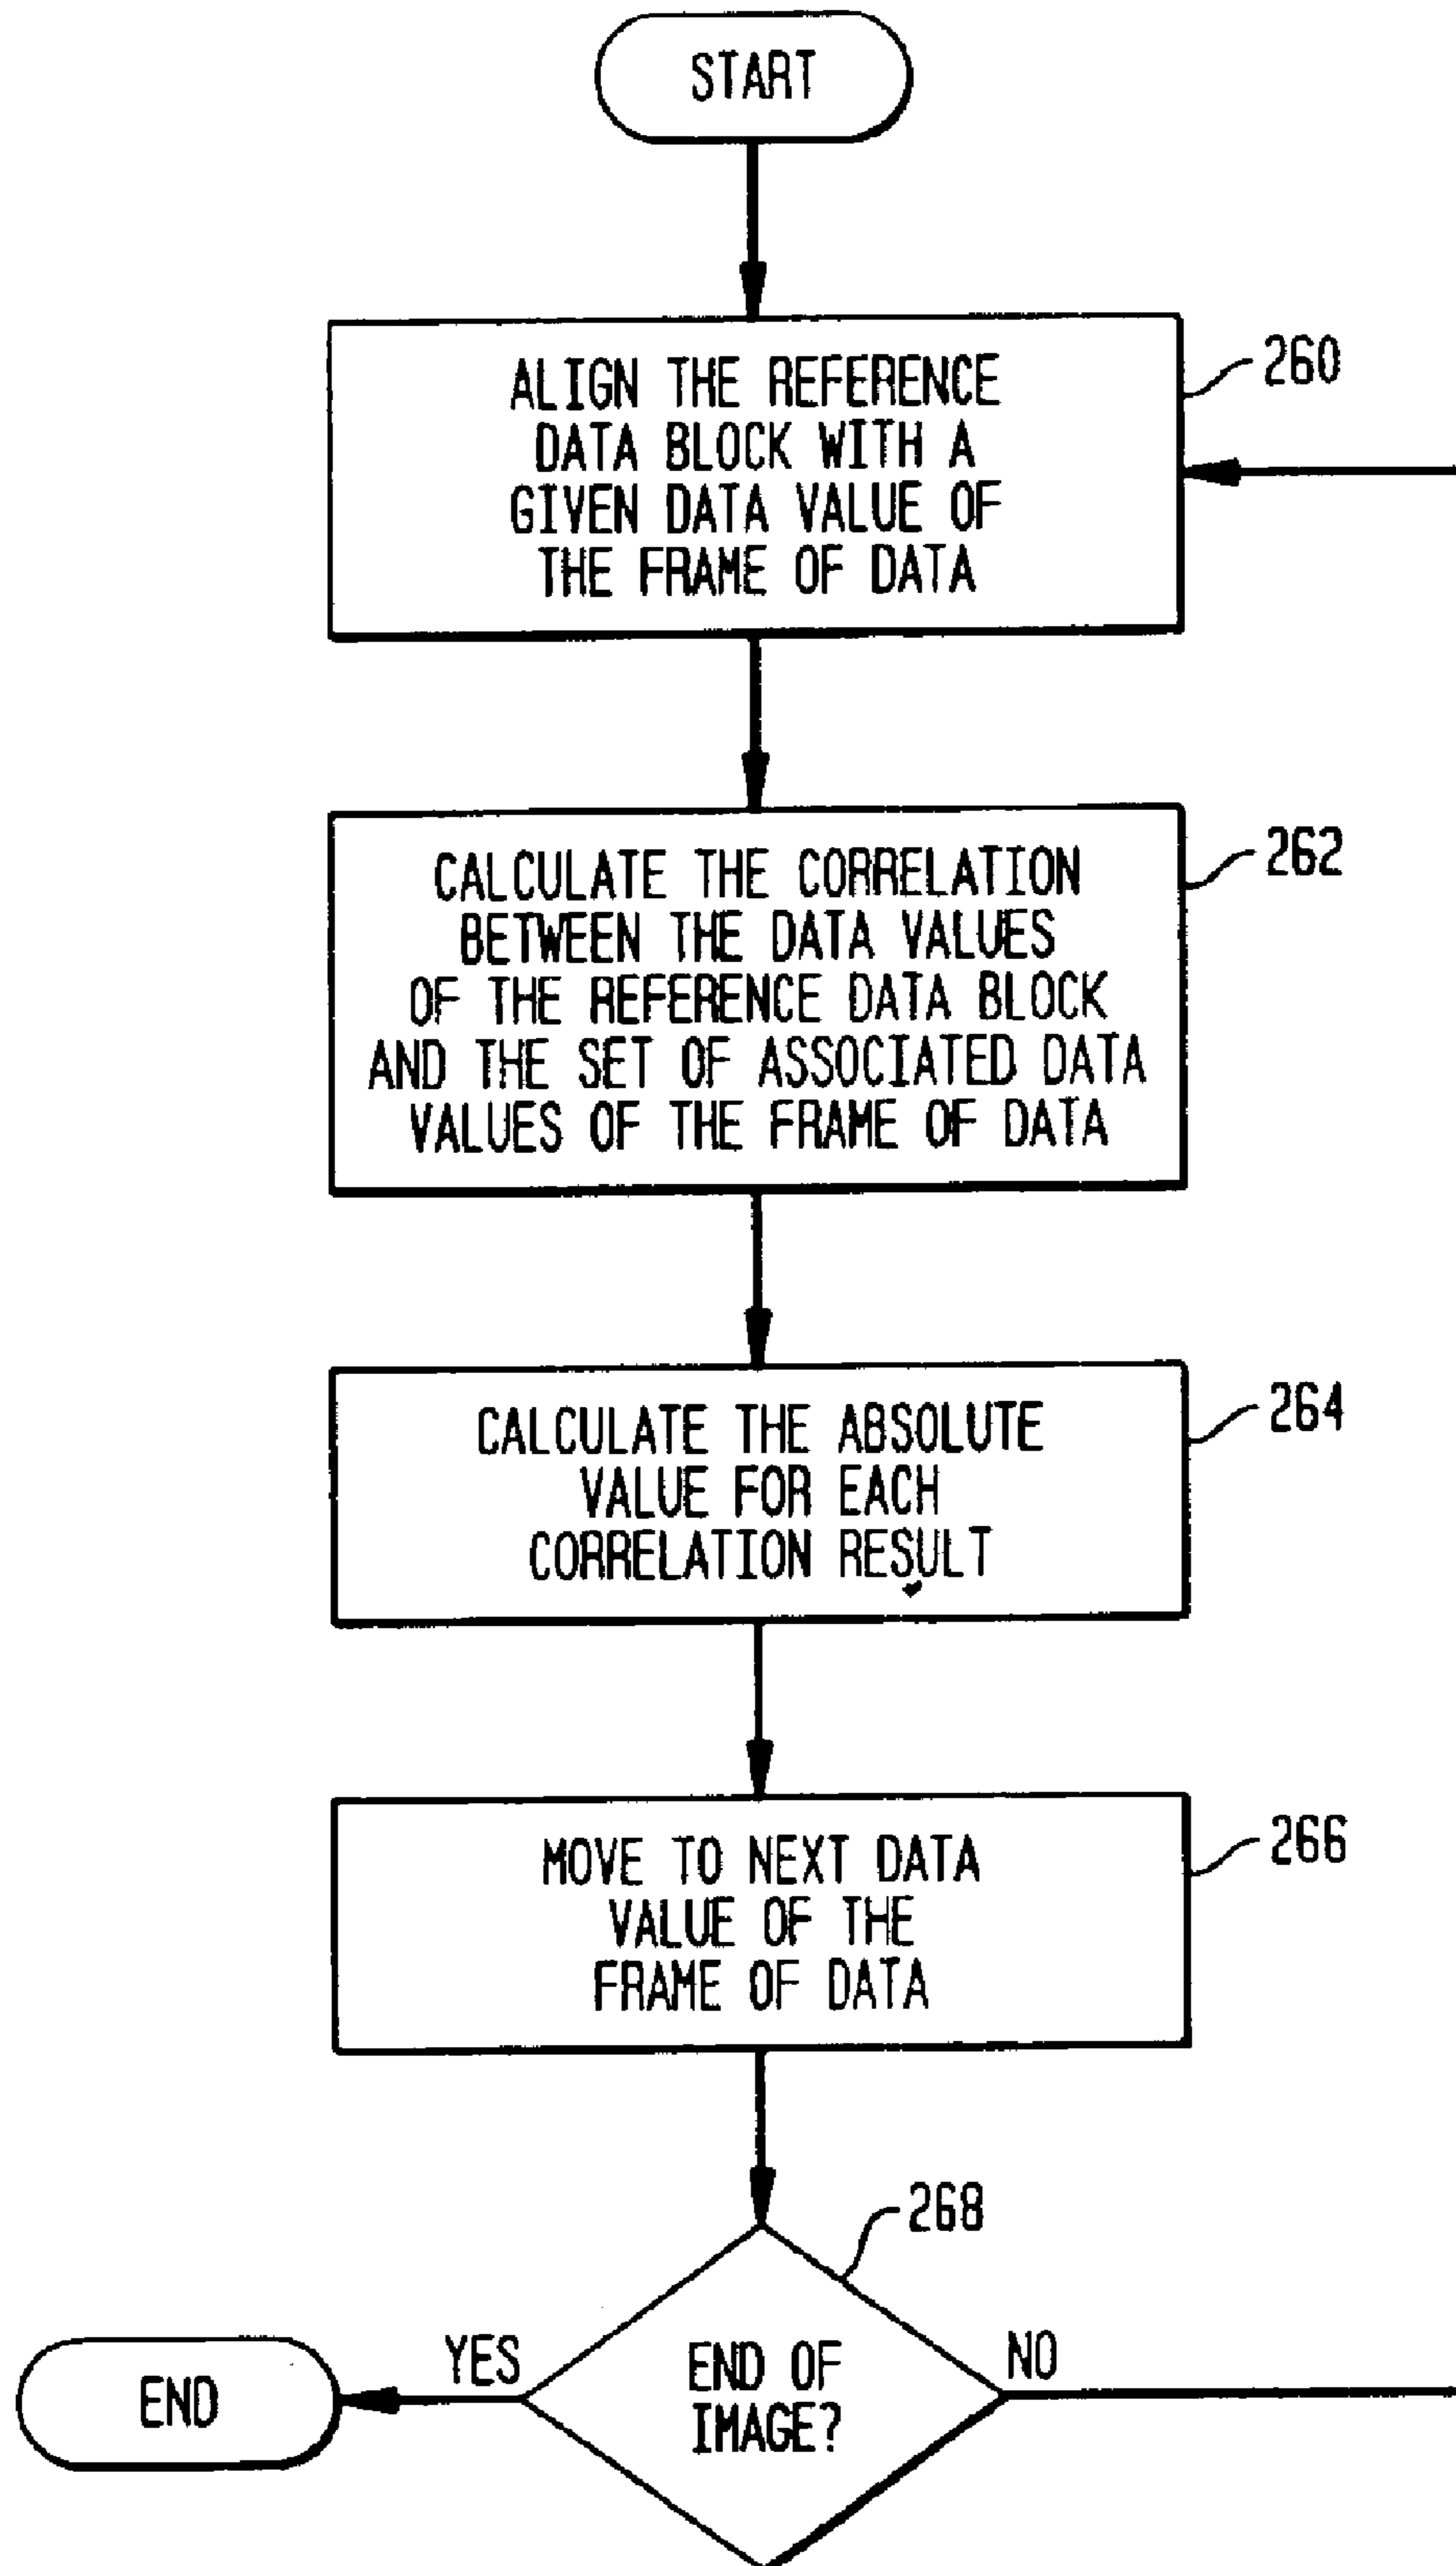 START
ALIGN THE REFERENCE
DATA BLOCK WITH A
GIVEN DATA VALUE OF
THE FRAME OF DATA
260
CALCULATE THE CORRELATION
BETWEEN THE DATA VALUES
OF THE REFERENCE DATA BLOCK
AND THE SET OF ASSOCIATED DATA
VALUES OF THE FRAME OF DATA
262
CALCULATE THE ABSOLUTE
VALUE FOR EACH
CORRELATION RESULT
264
MOVE TO NEXT DATA
VALUE OF THE
FRAME OF DATA
266
268
END OF
IMAGE?
YES
NO
END